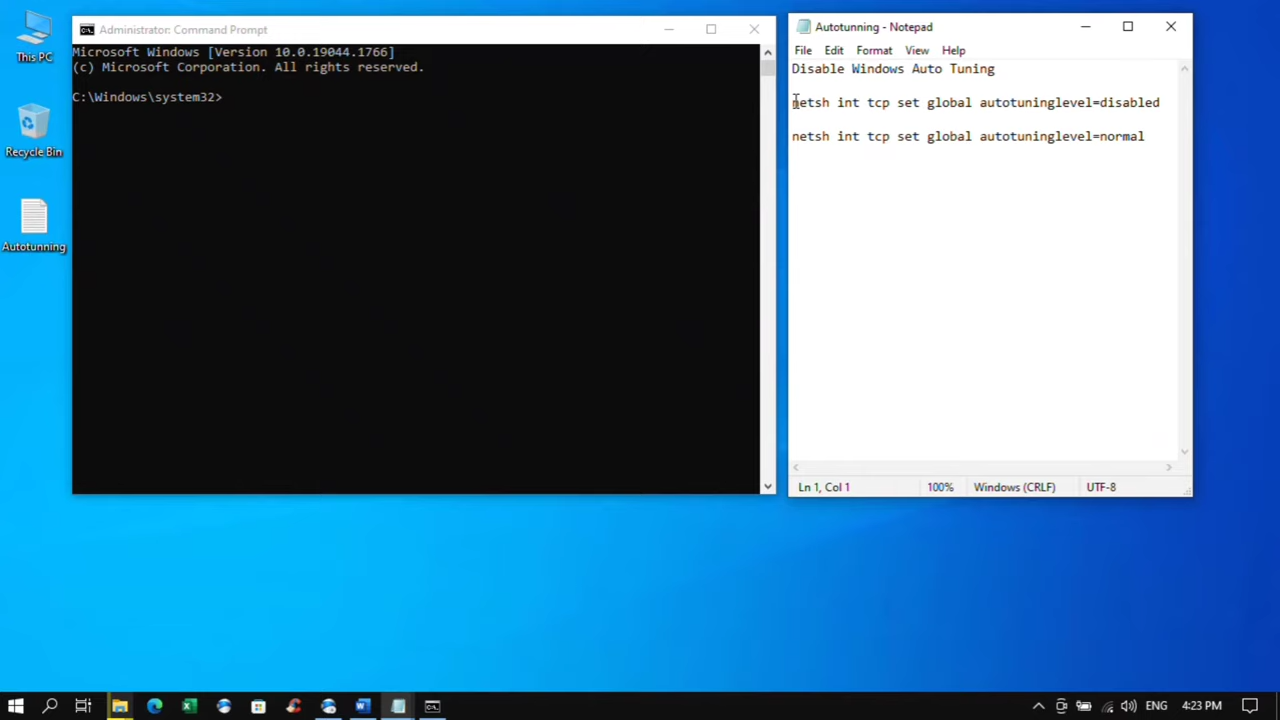 This PC
Recycle Bin
Autotunning
Administrator: Command Prompt
Microsoft Windows [Version 10.0.19044.1766]
(c) Microsoft Corporation. All rights reserved.
C:\Windows\system32>
Autotunning - Notepad
File Edit Format View Help
Disable Windows Auto Tuning
netsh int tcp set global autotuninglevel=disabled
netsh int tcp set global autotuninglevel=normal
Ln 1, Col 1 100% Windows (CRLF) UTF-8
ENG 4:23 PM